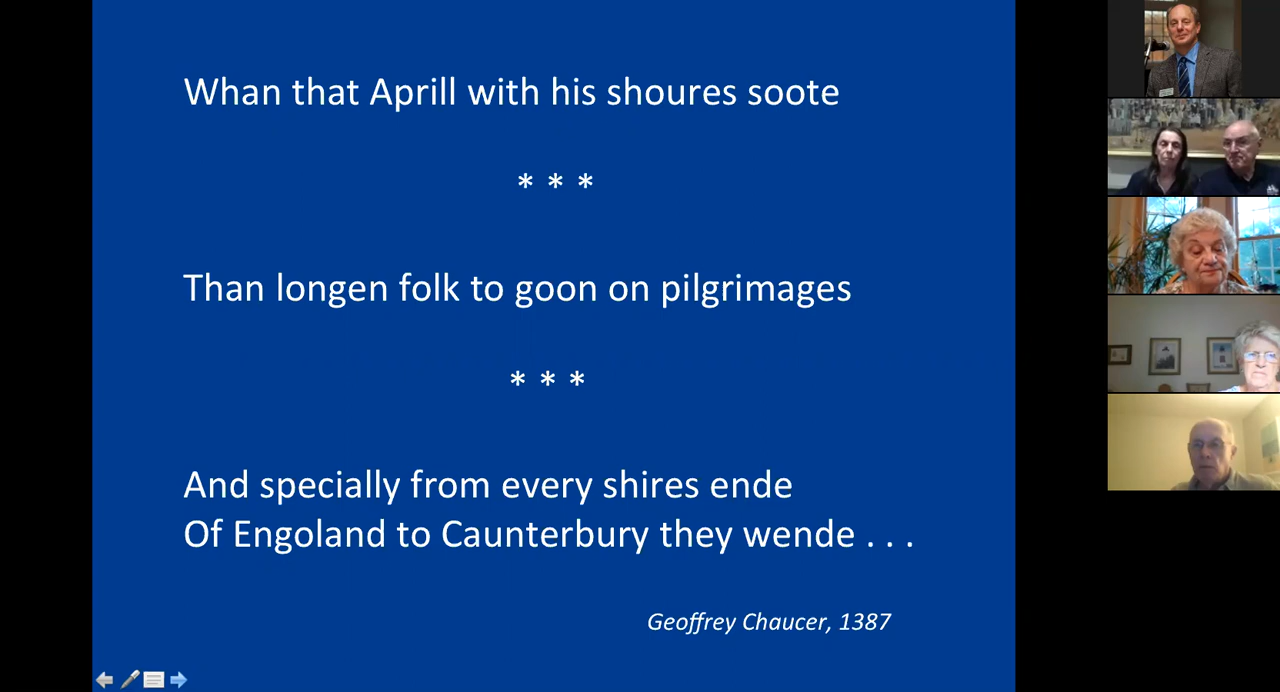 Whan that Aprill with his shoures soote
* * *
Than longen folk to goon on pilgrimages
* * *
And specially from every shires ende
Of Engoland to Caunterbury they wende . . .
Geoffrey Chaucer, 1387